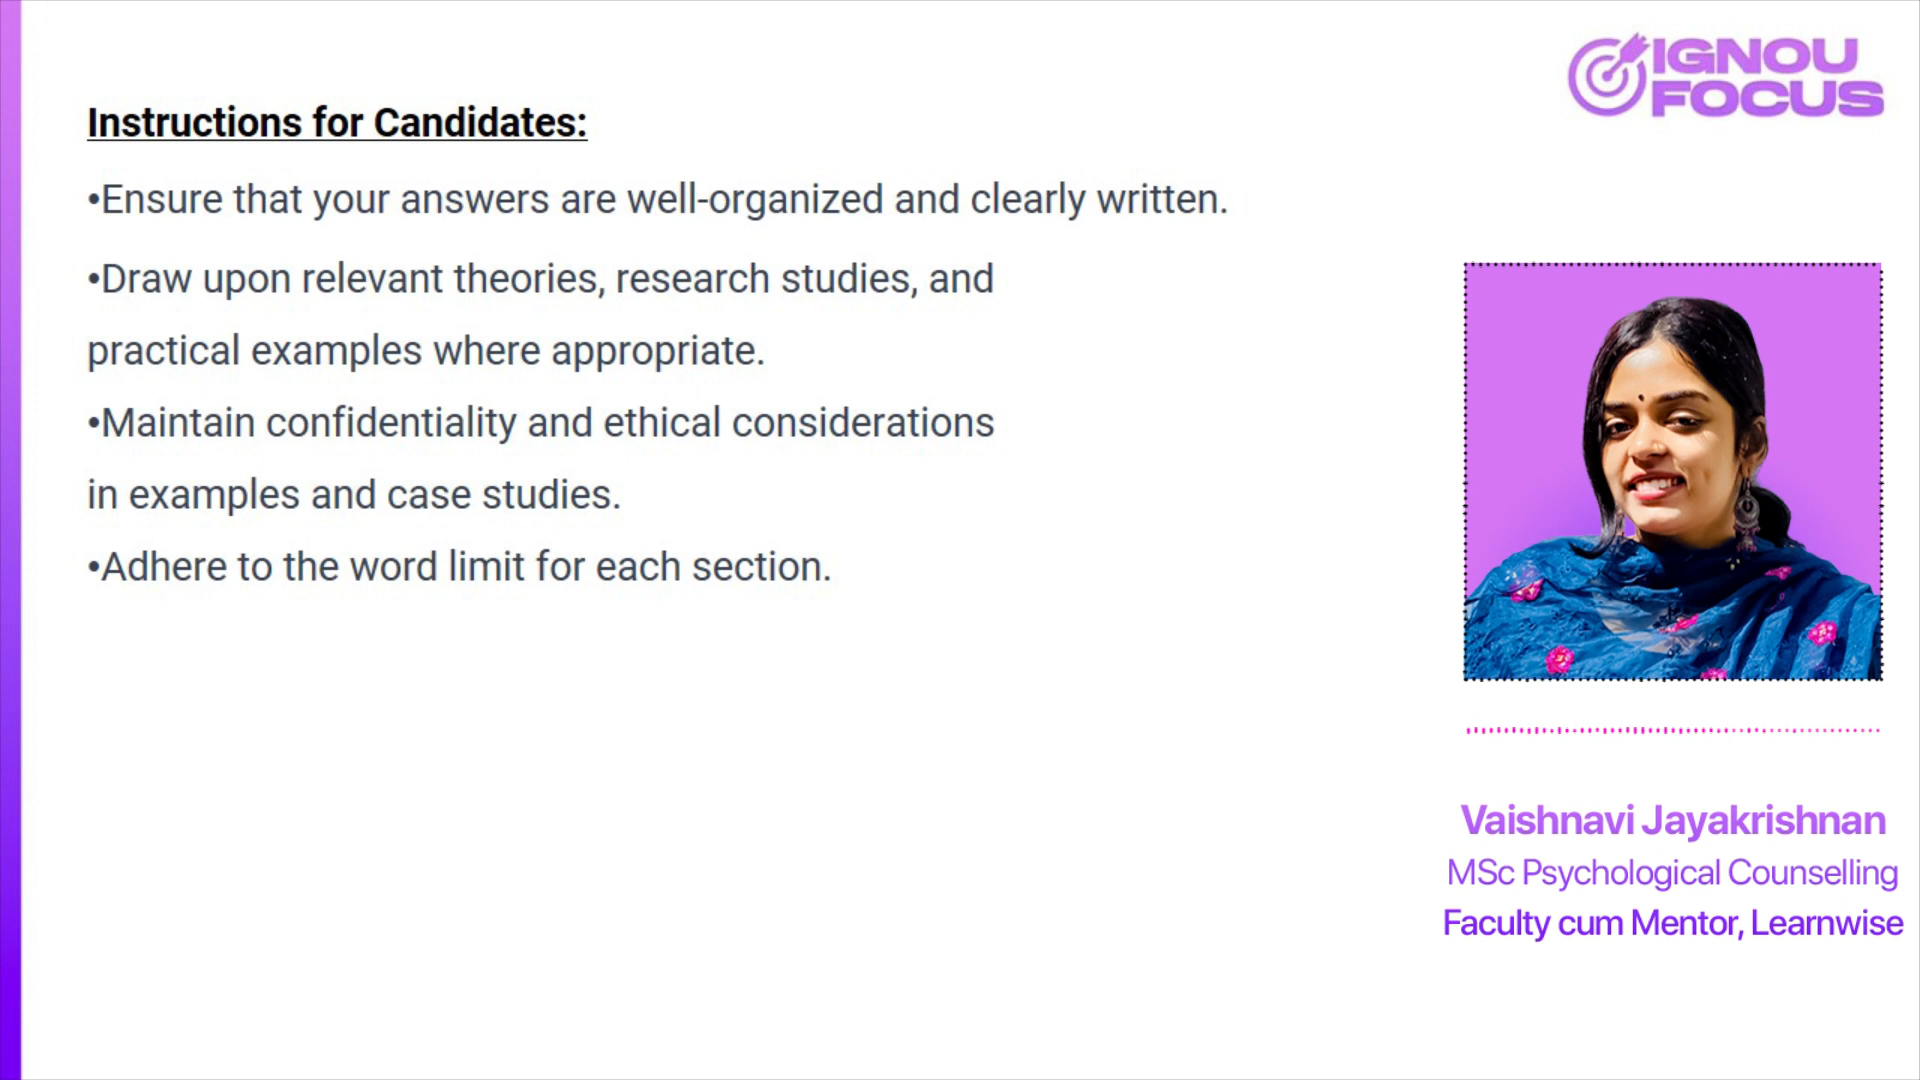 IGNOU
FOCUS
Instructions for Candidates:
•Ensure that your answers are well-organized and clearly written.
•Draw upon relevant theories, research studies, and
practical examples where appropriate.
•Maintain confidentiality and ethical considerations
in examples and case studies.
•Adhere to the word limit for each section.
Vaishnavi Jayakrishnan
MSc Psychological Counselling
Faculty cum Mentor, Learnwise